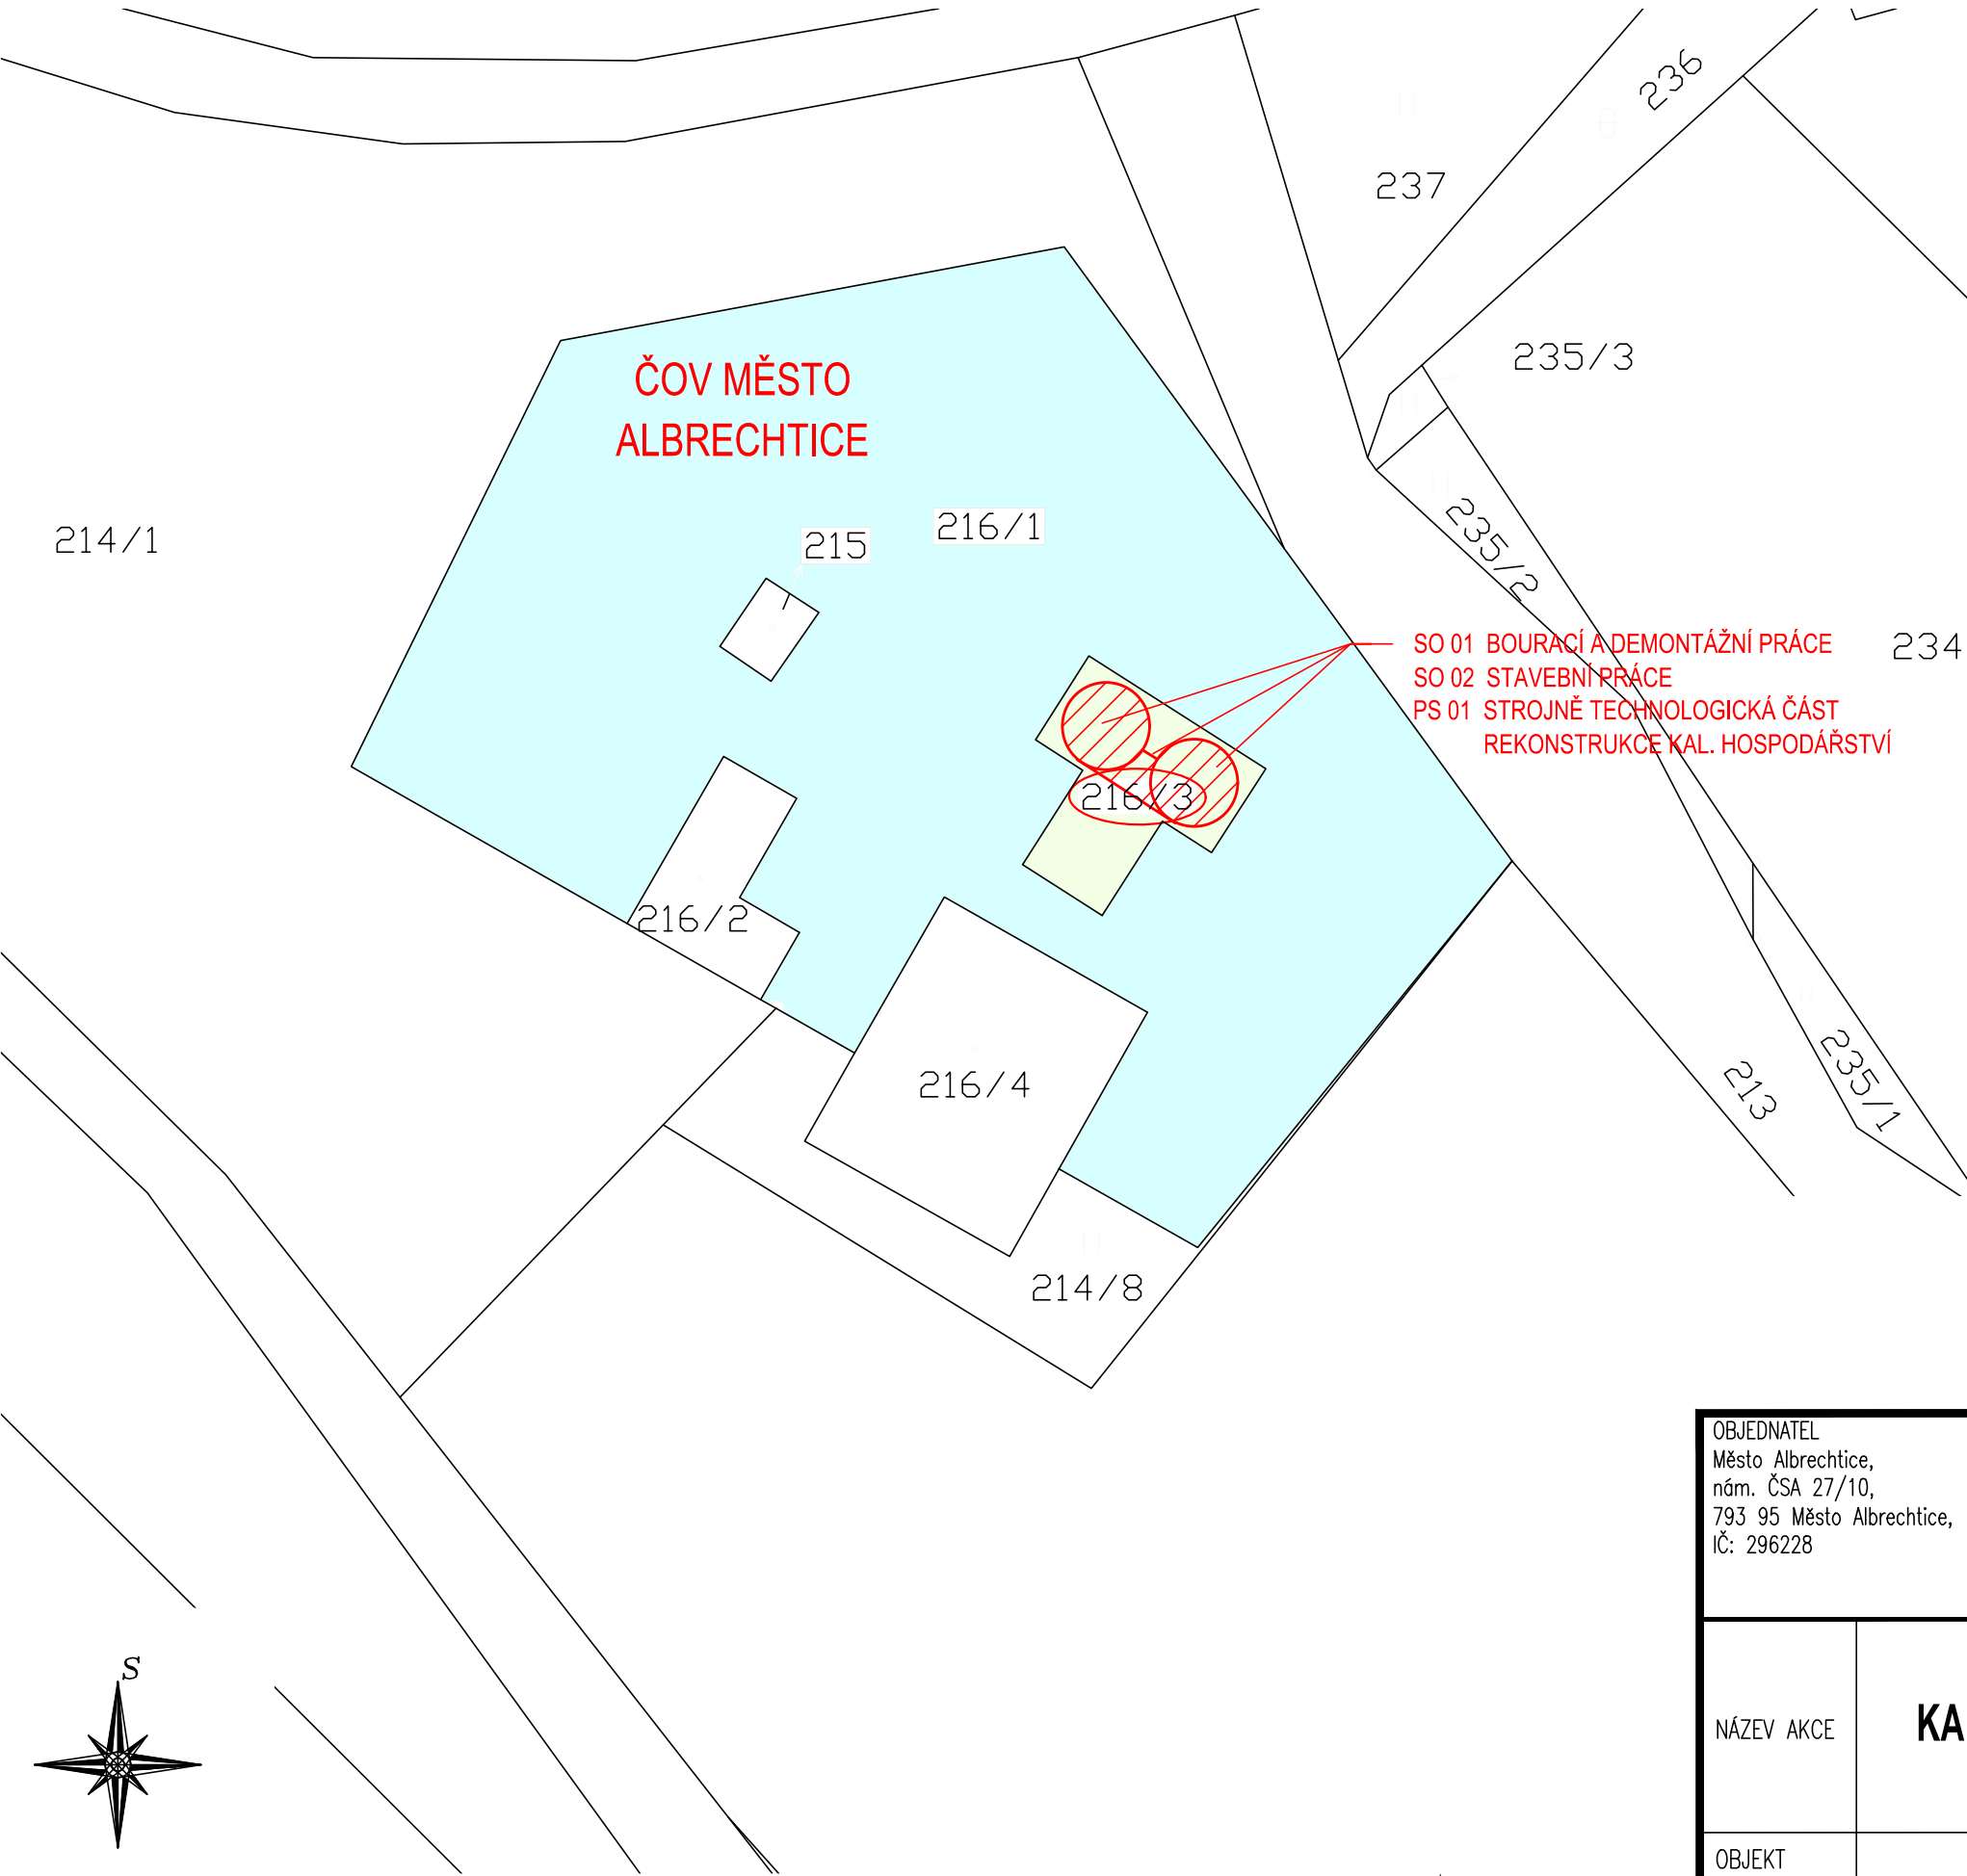 236
237
235/3
ČOV MĚSTO
ALBRECHTICE
214/1
215
216/1
235/2
SO 01 BOURACÍ A DEMONTÁŽNÍ PRÁCE
SO 02 STAVEBNÍ PRÁCE
PS 01 STROJNĚ TECHNOLOGICKÁ ČÁST
REKONSTRUKCE KAL. HOSPODÁŘSTVÍ
234
216/3
216/2
216/4
213
235/1
214/8
OBJEDNATEL
Město Albrechtice,
nám. ČSA 27/10,
793 95 Město Albrechtice,
IČ: 296228
S
NÁZEV AKCE
KA
OBJEKT